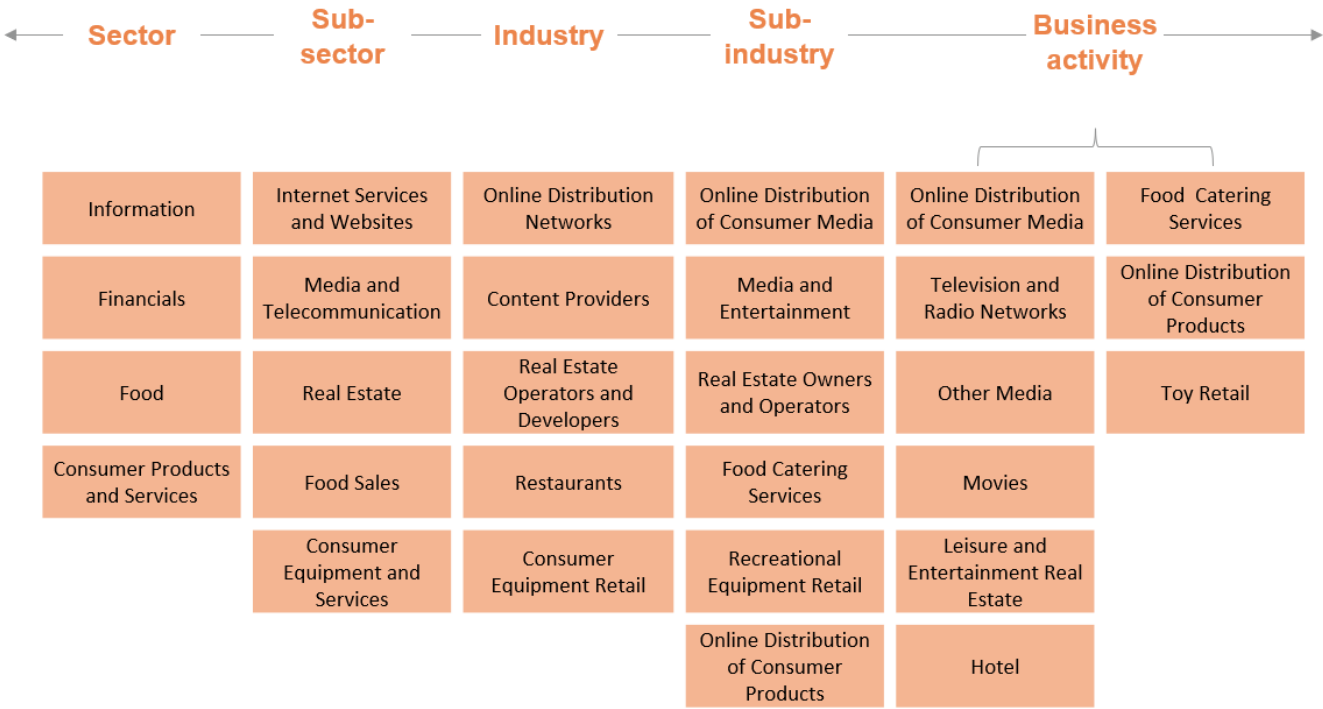 Sector
Sub-
sector
Industry
Sub-
industry
Business
activity
Information
Internet Services
and Websites
Online Distribution
Networks
Online Distribution
of Consumer Media
Online Distribution
of Consumer Media
Food Catering
Services
Financials
Media and
Telecommunication
Content Providers
Media and
Entertainment
Television and
Radio Networks
Online Distribution
of Consumer
Products
Food
Real Estate
Real Estate
Operators and
Developers
Real Estate Owners
and Operators
Other Media
Toy Retail
Consumer Products
and Services
Food Sales
Restaurants
Food Catering
Services
Movies
Consumer
Equipment and
Services
Consumer
Equipment Retail
Recreational
Equipment Retail
Leisure and
Entertainment Real
Estate
Online Distribution
of Consumer
Products
Hotel